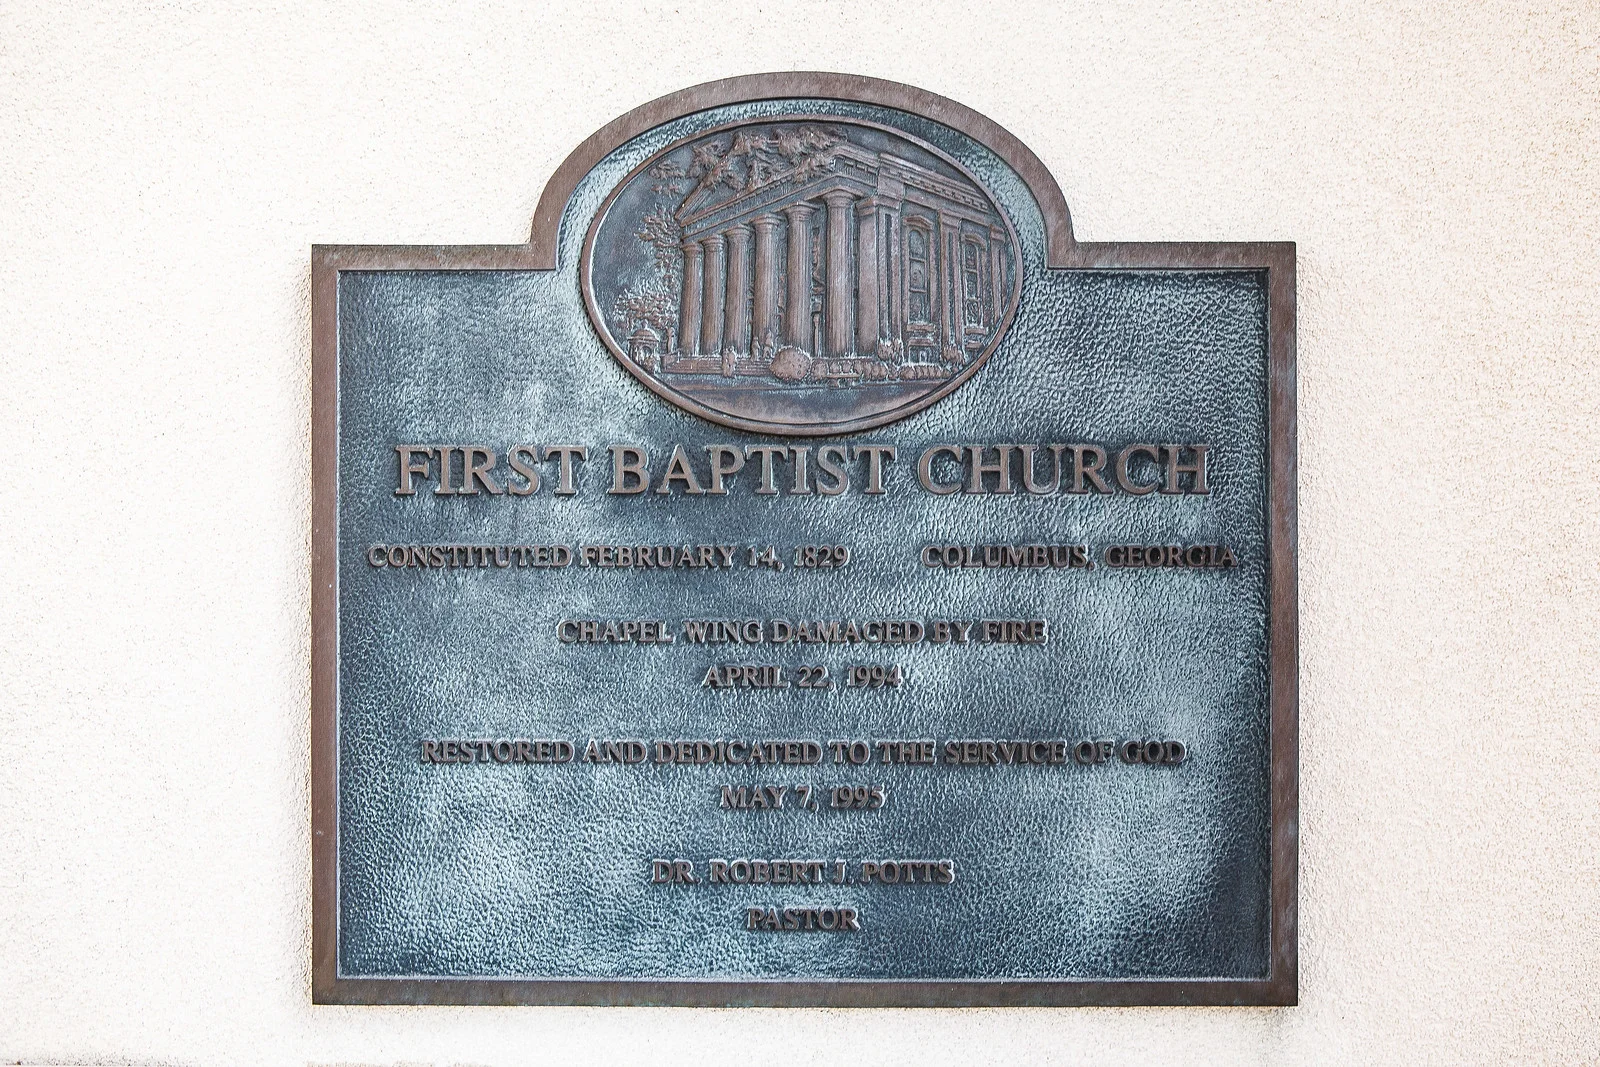 FIRST BAPTIST CHURCH
CONSTITUTED FEBRUARY 14, 1829 COLUMBUS, GEORGIA
CHAPEL WING DAMAGED BY FIRE
APRIL 22, 1994
RESTORED AND DEDICATED TO THE SERVICE OF GOD
MAY 7, 1995
DR. ROBERT J. POTTS
PASTOR